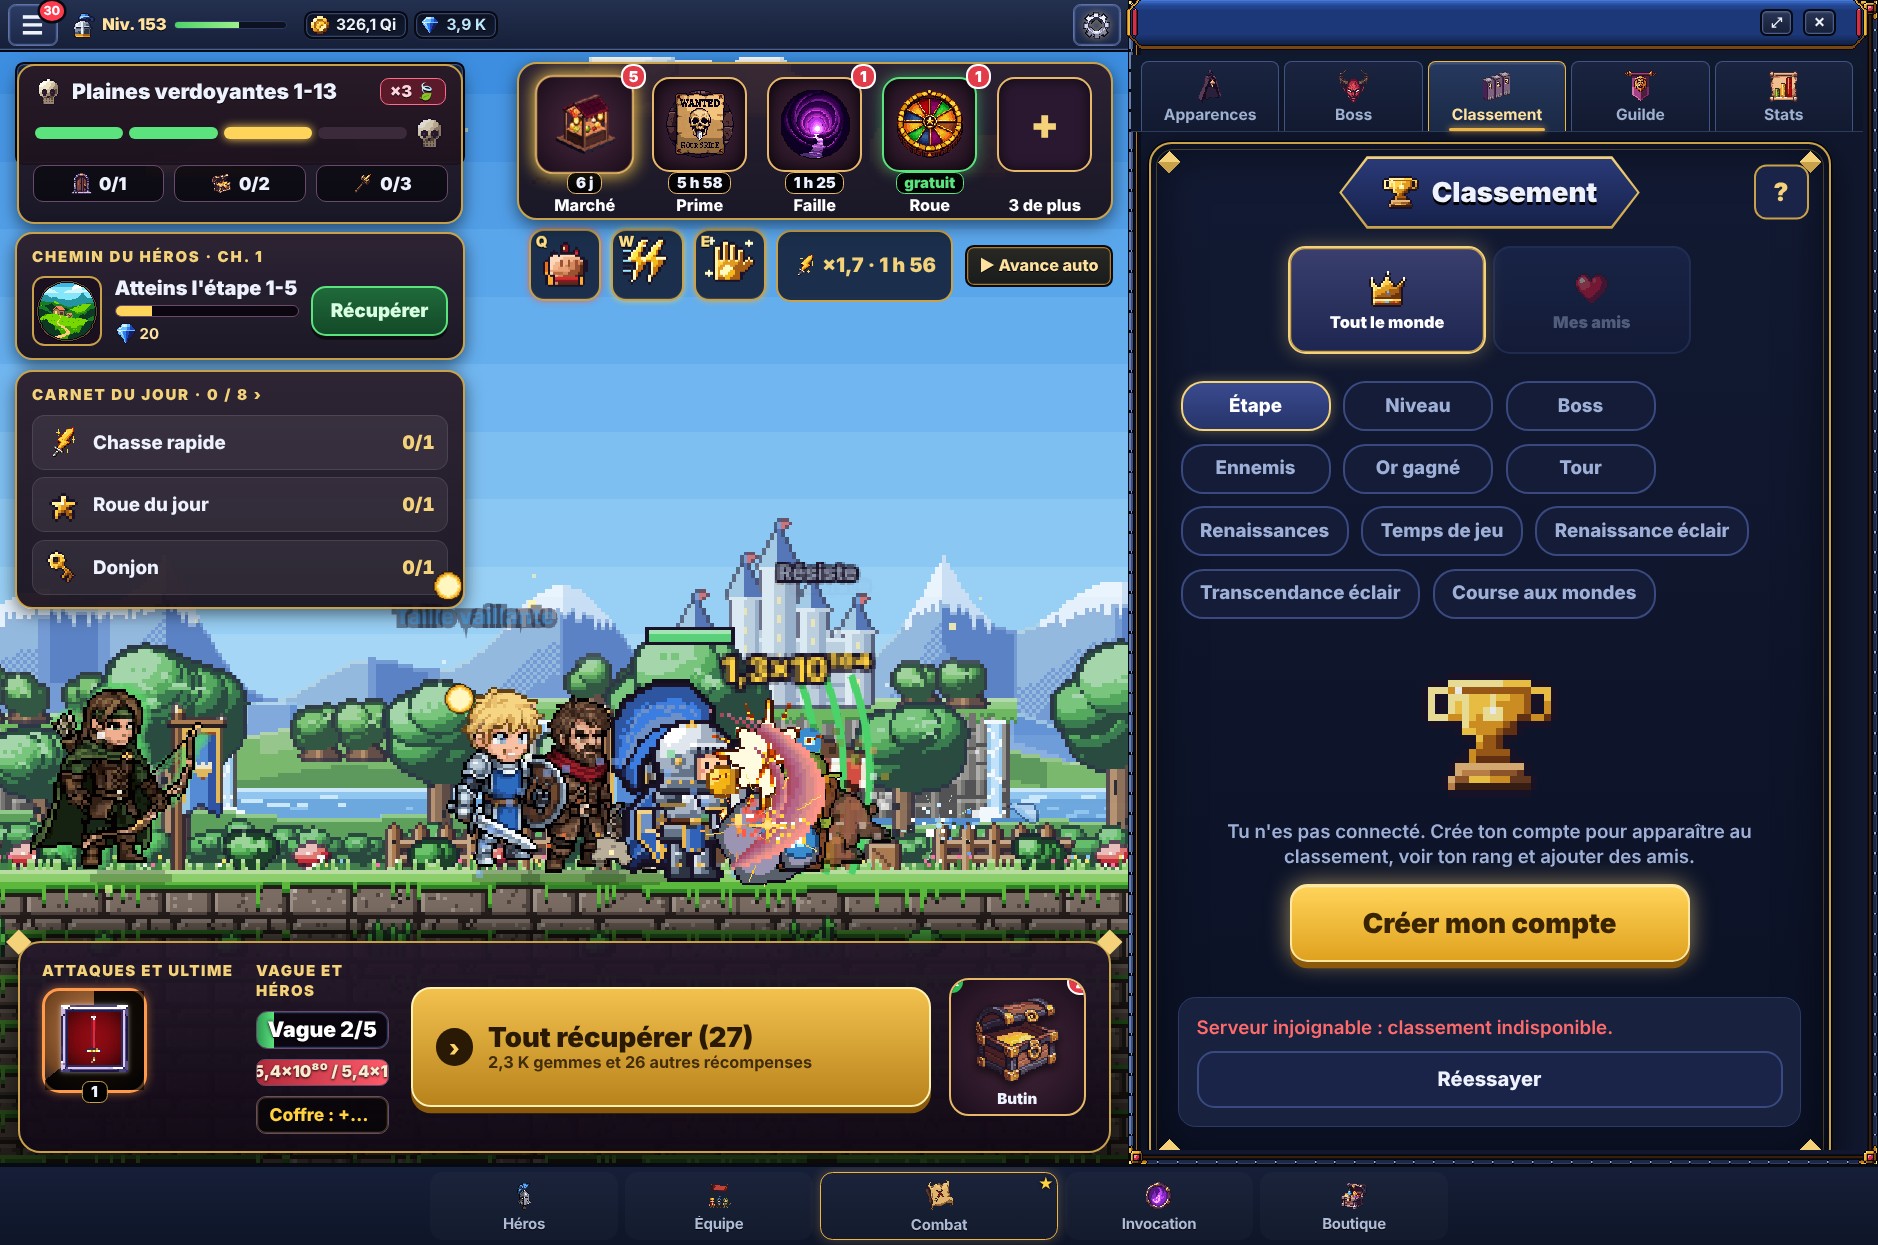 30
Niv. 153
326,1 Qi
3,9 K
Plaines verdoyantes 1-13
×3
0/1
0/2
0/3
CHEMIN DU HÉROS · CH. 1
Atteins l'étape 1-5
20
Récupérer
CARNET DU JOUR · 0 / 8 ›
Chasse rapide
0/1
Roue du jour
0/1
Donjon
0/1
5
1
1
WANTED
6 j
5 h 58
1 h 25
gratuit
Marché
Prime
Faille
Roue
3 de plus
Q
W
E
×1,7 · 1 h 56
Avance auto
Résiste
ATTAQUES ET ULTIME
1
VAGUE ET
HÉROS
Vague 2/5
5,4×10⁸⁰ / 5,4×1
Coffre : +...
Tout récupérer (27)
2,3 K gemmes et 26 autres récompenses
Butin
Apparences
Boss
Classement
Guilde
Stats
Classement
?
Tout le monde
Mes amis
Étape
Niveau
Boss
Ennemis
Or gagné
Tour
Renaissances
Temps de jeu
Renaissance éclair
Transcendance éclair
Course aux mondes
Tu n'es pas connecté. Crée ton compte pour apparaître au
classement, voir ton rang et ajouter des amis.
Créer mon compte
Serveur injoignable : classement indisponible.
Réessayer
Héros
Équipe
Combat
Invocation
Boutique